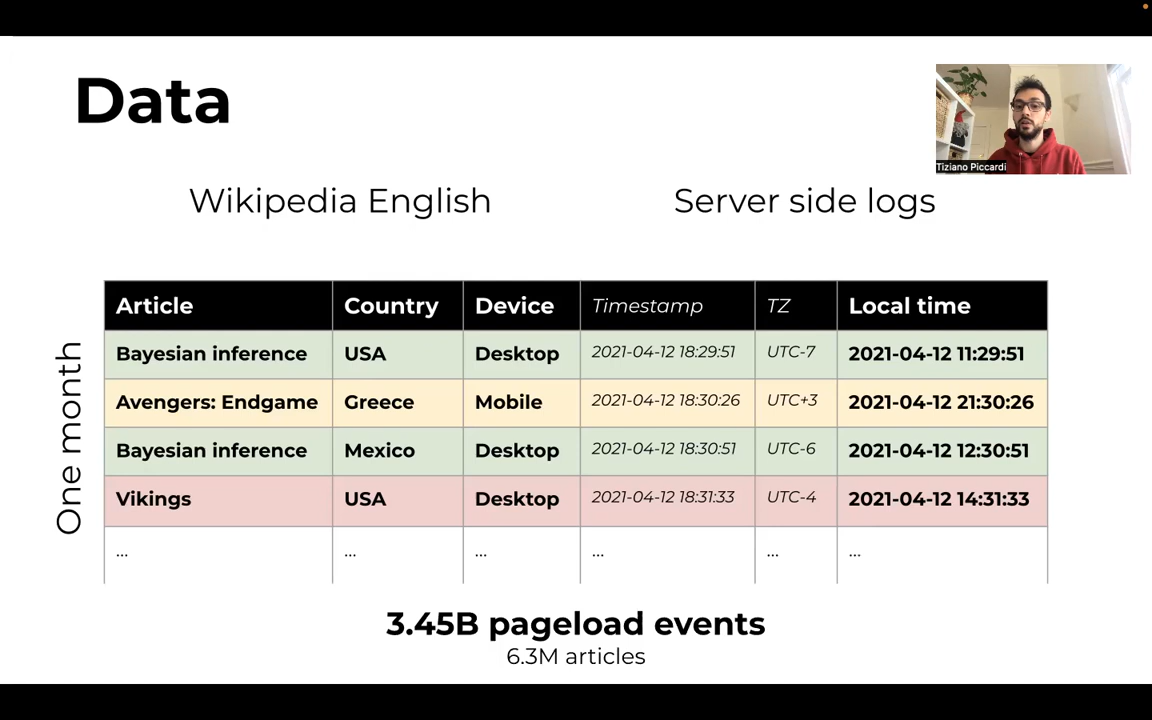 Data
Tiziano Piccardi
Wikipedia English
Server side logs
One month
Article Country Device Timestamp TZ Local time
Bayesian inference USA Desktop 2021-04-12 18:29:51 UTC-7 2021-04-12 11:29:51
Avengers: Endgame Greece Mobile 2021-04-12 18:30:26 UTC+3 2021-04-12 21:30:26
Bayesian inference Mexico Desktop 2021-04-12 18:30:51 UTC-6 2021-04-12 12:30:51
Vikings USA Desktop 2021-04-12 18:31:33 UTC-4 2021-04-12 14:31:33
... ... ... ... ... ...
3.45B pageload events
6.3M articles